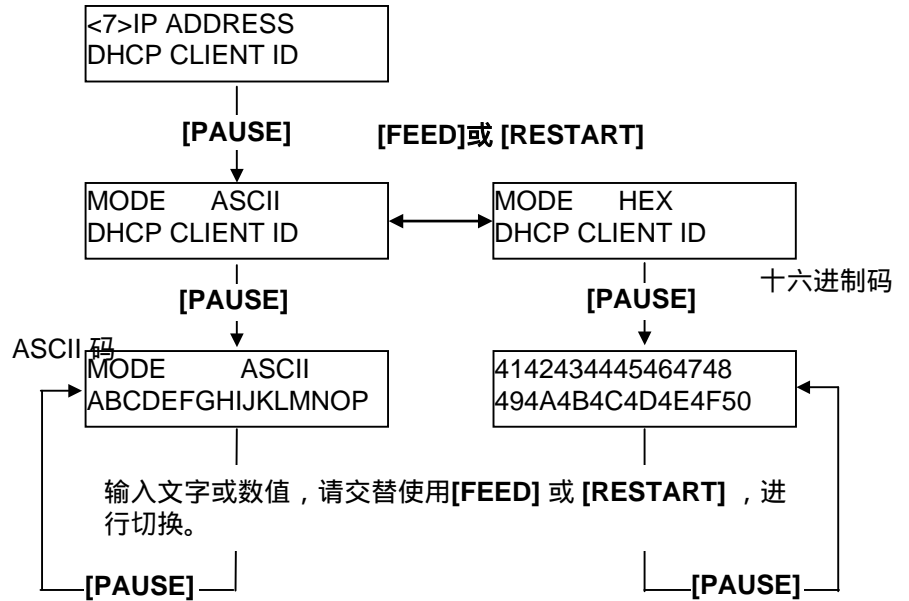 <7>IP ADDRESS
DHCP CLIENT ID
[PAUSE]
[FEED]或 [RESTART]
MODE ASCII
DHCP CLIENT ID
MODE HEX
DHCP CLIENT ID
十六进制码
[PAUSE]
[PAUSE]
ASCII 码
MODE ASCII
ABCDEFGHIJKLMNOP
4142434445464748
494A4B4C4D4E4F50
输入文字或数值，请交替使用[FEED] 或 [RESTART] ，进
行切换。
[PAUSE]
[PAUSE]